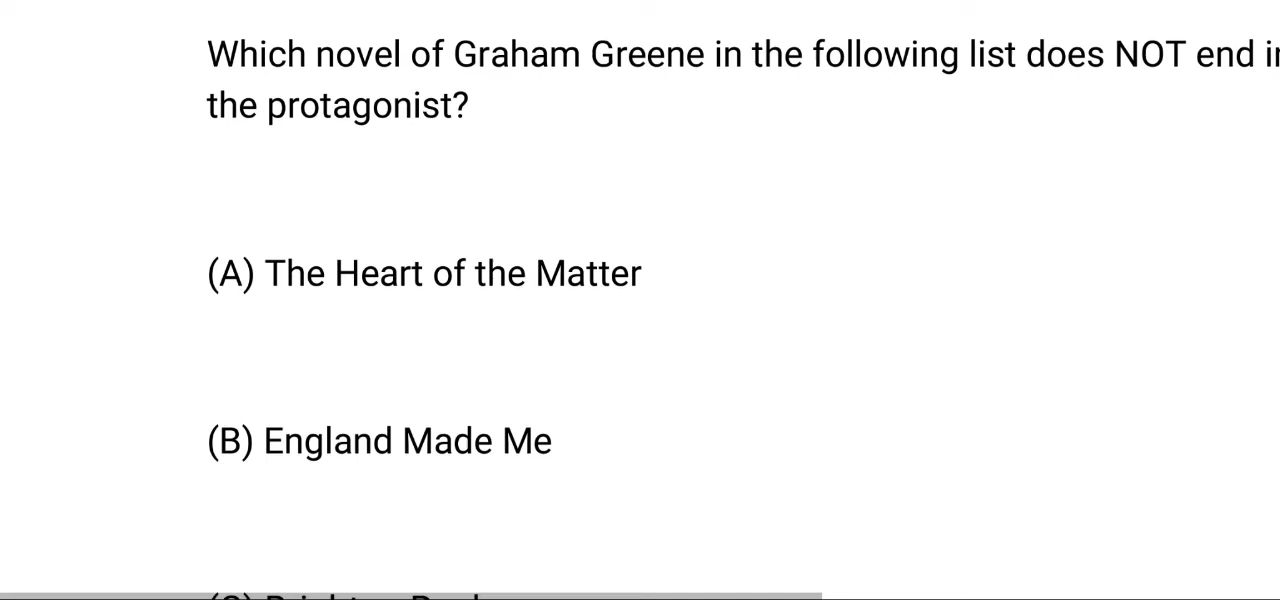 Which novel of Graham Greene in the following list does NOT end
the protagonist?
(A) The Heart of the Matter
(B) England Made Me